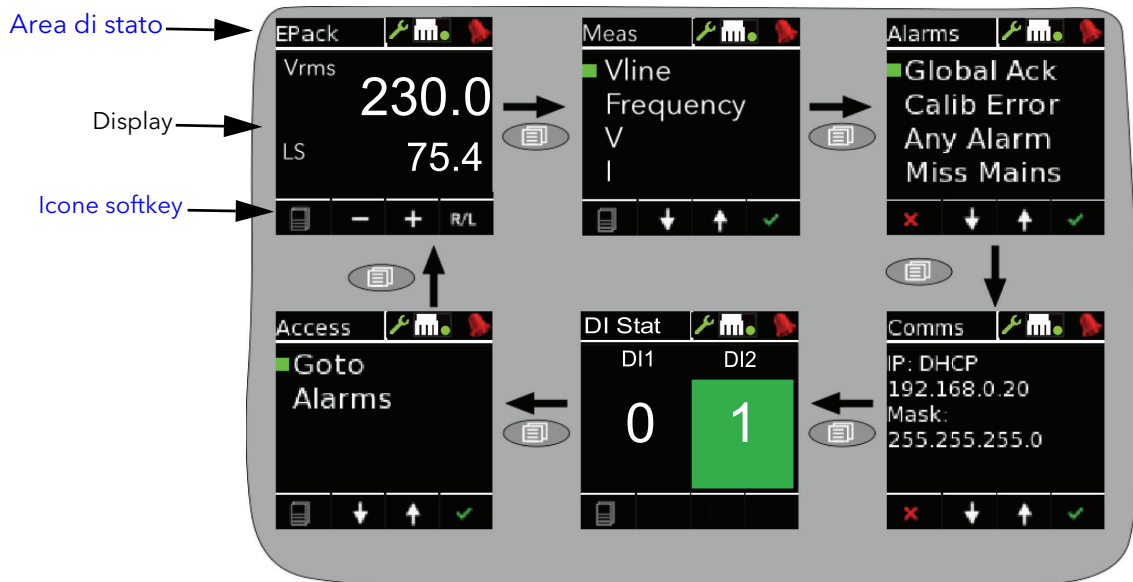 Area di stato
Display
Icone softkey
EPack
Vrms
230.0
LS
75.4
R/L
Meas
Vline
Frequency
V
I
Alarms
Global Ack
Calib Error
Any Alarm
Miss Mains
Access
Goto
Alarms
DI Stat
DI1 DI2
0 1
Comms
IP: DHCP
192.168.0.20
Mask:
255.255.255.0